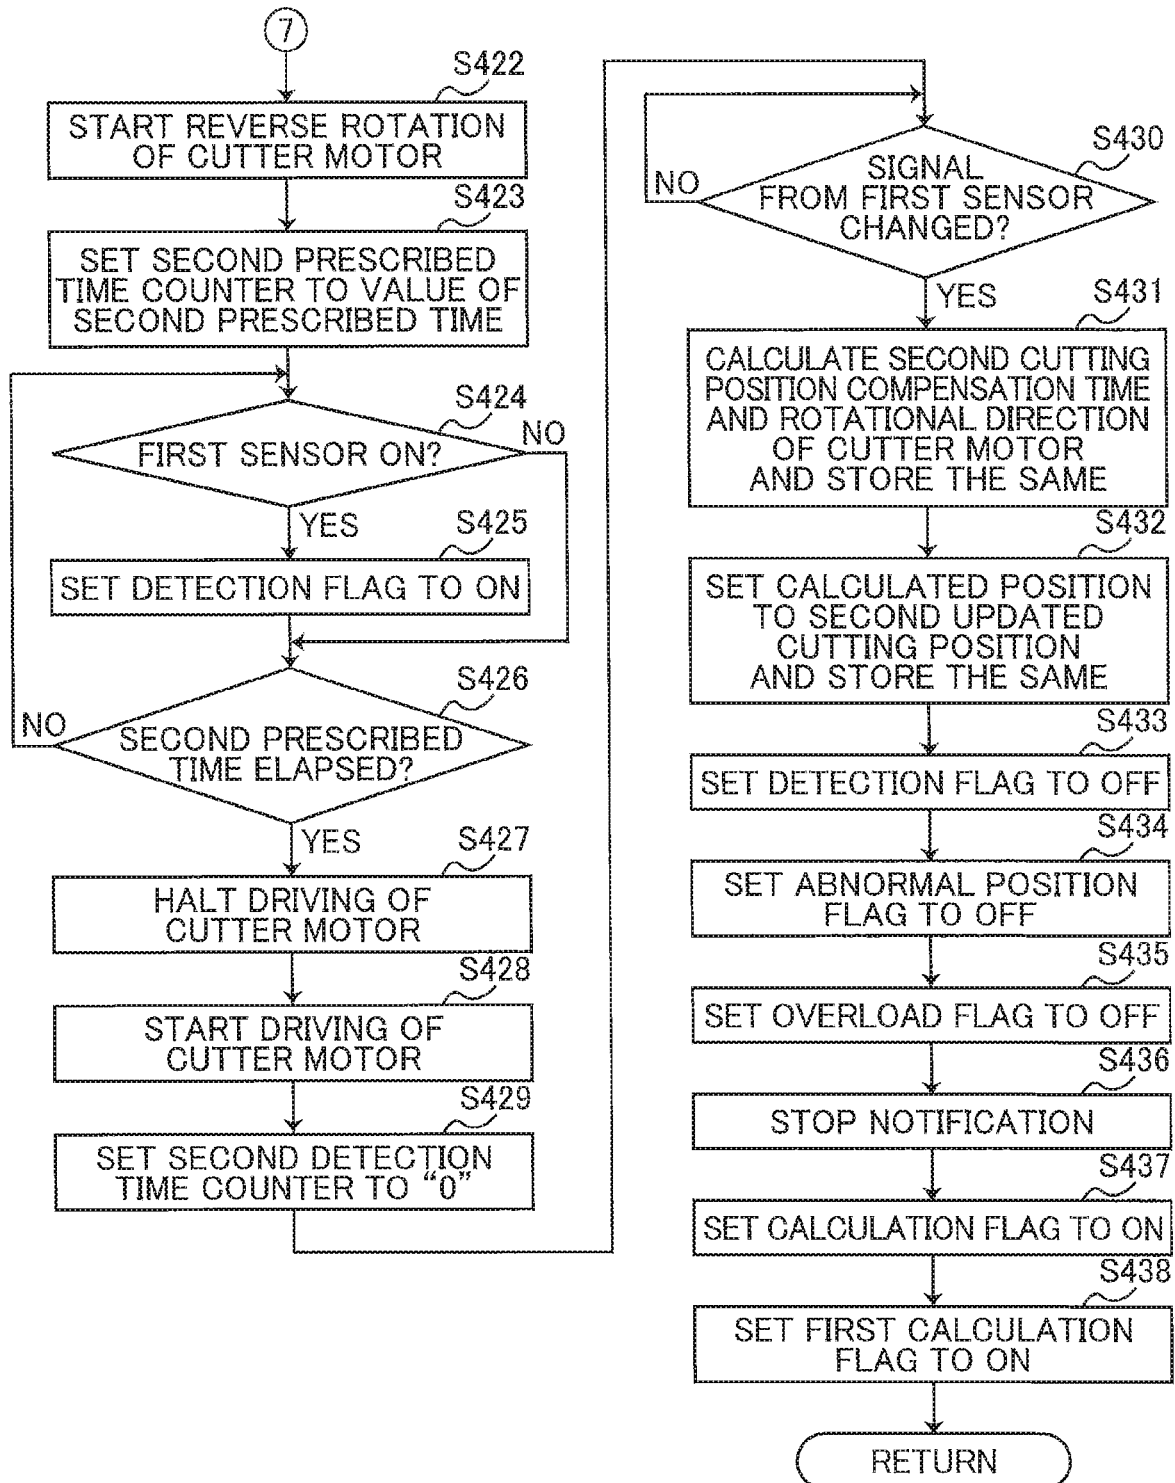 7
S422
START REVERSE ROTATION
OF CUTTER MOTOR
S423
SET SECOND PRESCRIBED
TIME COUNTER TO VALUE OF
SECOND PRESCRIBED TIME
S424
FIRST SENSOR ON?
NO
YES
S425
SET DETECTION FLAG TO ON
S426
NO
SECOND PRESCRIBED
TIME ELAPSED?
YES
S427
HALT DRIVING OF
CUTTER MOTOR
S428
START DRIVING OF
CUTTER MOTOR
S429
SET SECOND DETECTION
TIME COUNTER TO “0”
S430
NO
SIGNAL
FROM FIRST SENSOR
CHANGED?
YES
S431
CALCULATE SECOND CUTTING
POSITION COMPENSATION TIME
AND ROTATIONAL DIRECTION
OF CUTTER MOTOR
AND STORE THE SAME
S432
SET CALCULATED POSITION
TO SECOND UPDATED
CUTTING POSITION
AND STORE THE SAME
S433
SET DETECTION FLAG TO OFF
S434
SET ABNORMAL POSITION
FLAG TO OFF
S435
SET OVERLOAD FLAG TO OFF
S436
STOP NOTIFICATION
S437
SET CALCULATION FLAG TO ON
S438
SET FIRST CALCULATION
FLAG TO ON
RETURN